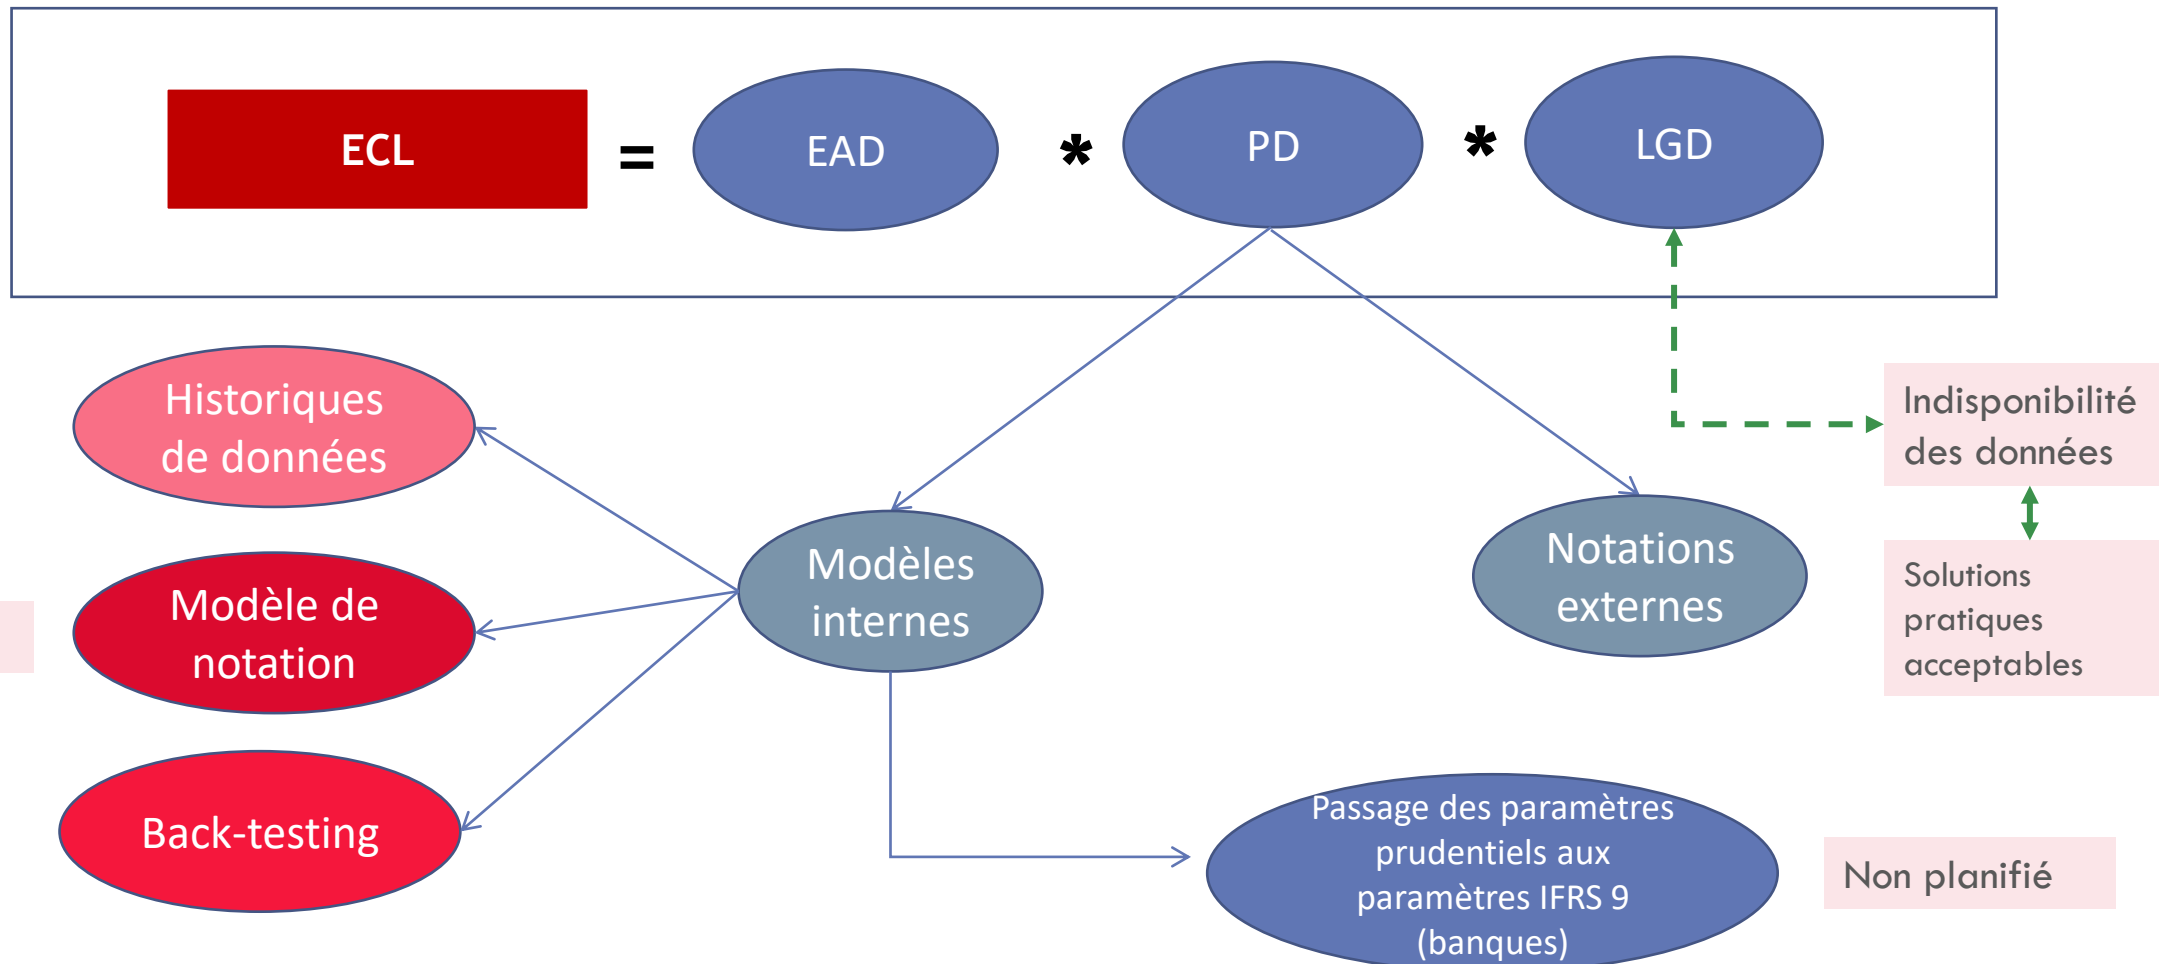 ECL = EAD * PD * LGD
Historiques
de données
Modèle de
notation
Back-testing
Modèles
internes
Notations
externes
Indisponibilité
des données
Solutions
pratiques
acceptables
Passage des paramètres
prudentiels aux
paramètres IFRS 9
(banques)
Non planifié